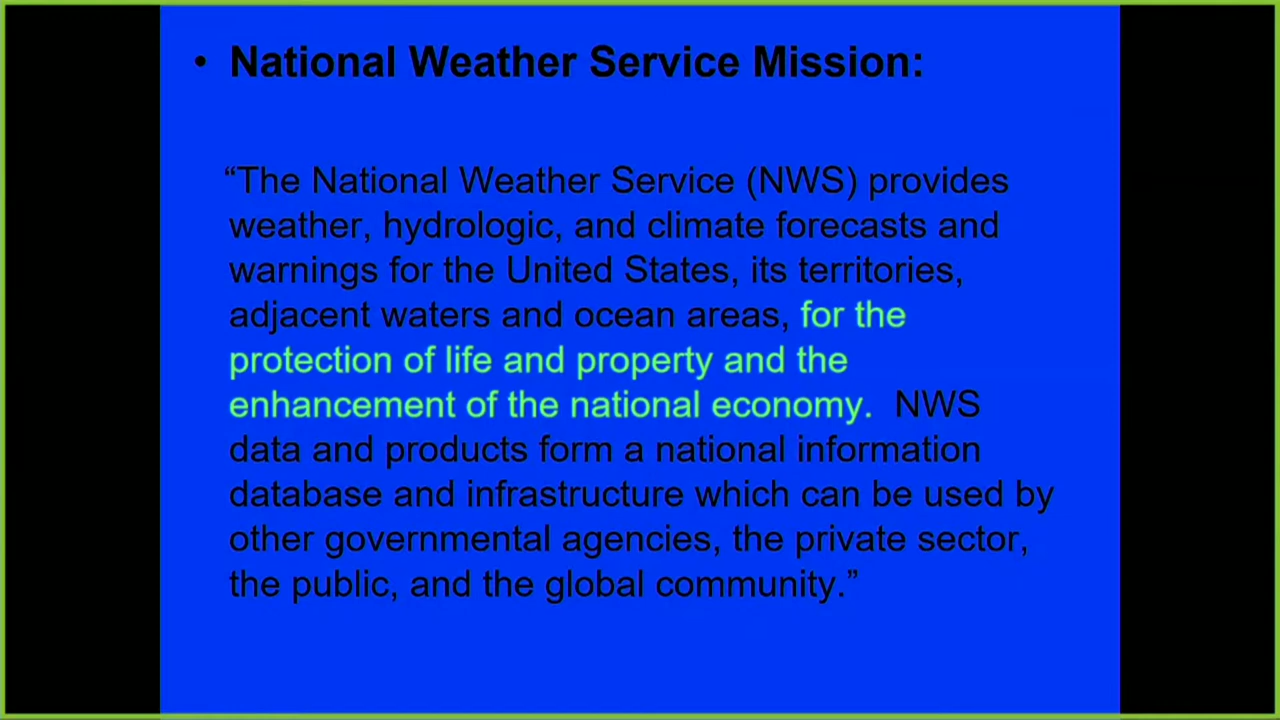 • National Weather Service Mission:
“The National Weather Service (NWS) provides
weather, hydrologic, and climate forecasts and
warnings for the United States, its territories,
adjacent waters and ocean areas, for the
protection of life and property and the
enhancement of the national economy. NWS
data and products form a national information
database and infrastructure which can be used by
other governmental agencies, the private sector,
the public, and the global community.”